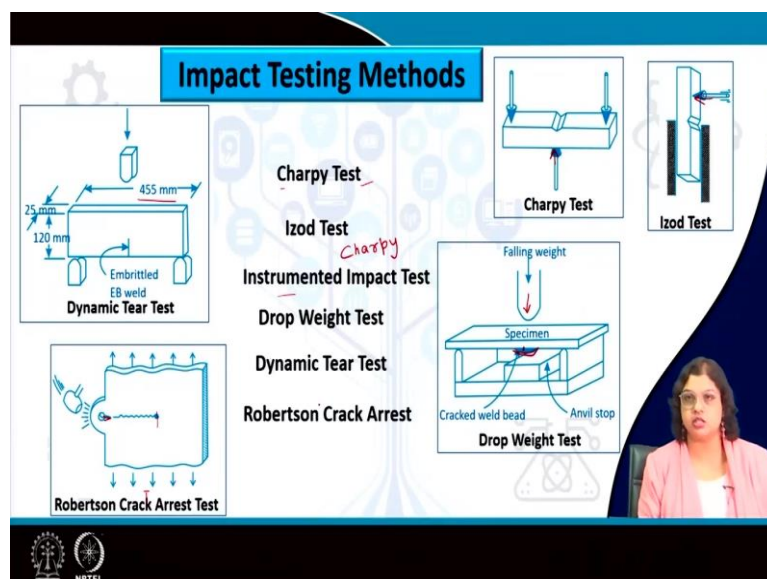 Impact Testing Methods
455 mm
25 mm
120 mm
Embrittled
EB weld
Dynamic Tear Test
Robertson Crack Arrest Test
Charpy Test
Izod Test
Charpy
Instrumented Impact Test
Drop Weight Test
Dynamic Tear Test
Robertson Crack Arrest
Charpy Test
Izod Test
Falling weight
Specimen
Cracked weld bead
Anvil stop
Drop Weight Test
NPTEL